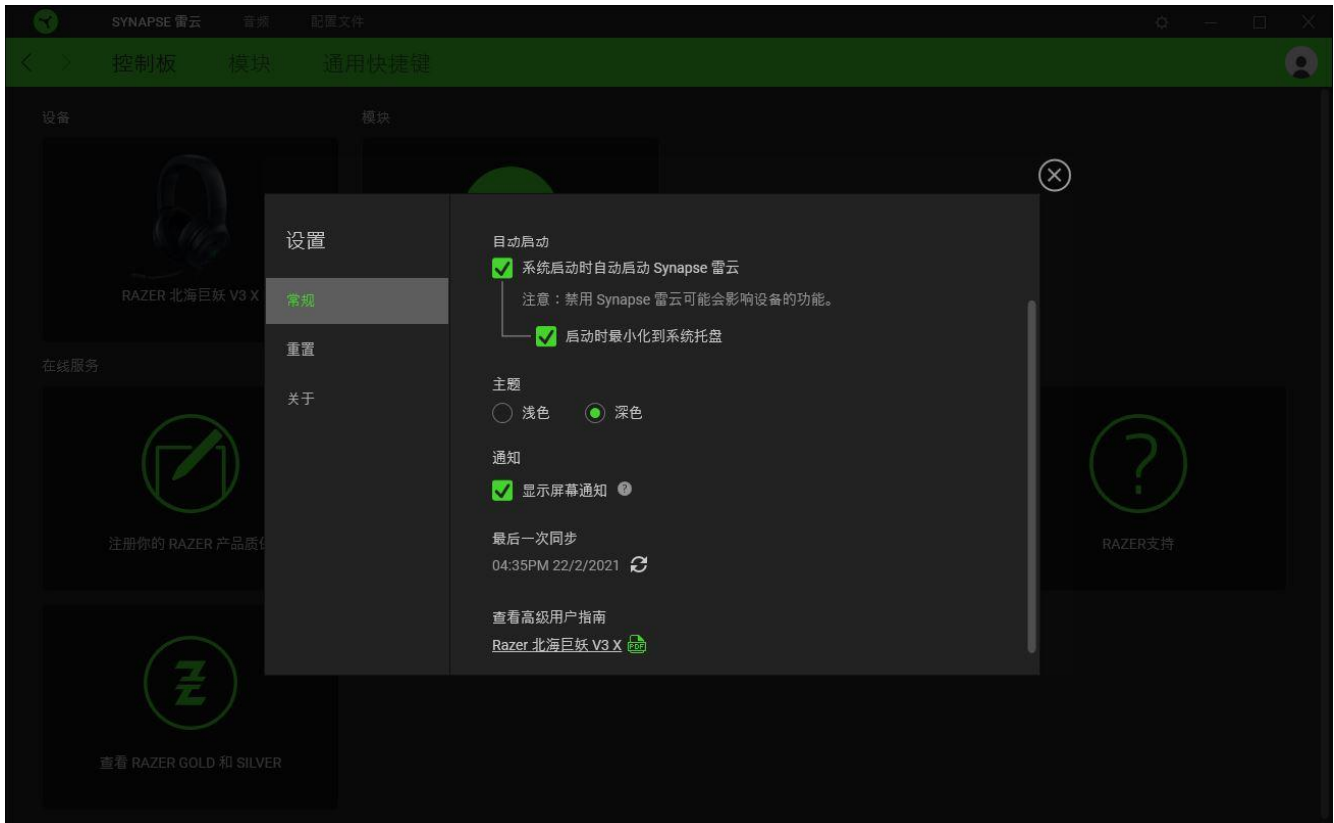 SYNAPSE 雷云 音频 配置文件
控制板 模块 通用快捷键
设备 模块
RAZER 北海巨妖 V3 X
在线服务
注册你的 RAZER 产品质
RAZER支持
查看 RAZER GOLD 和 SILVER
设置
常规
重置
关于
自动启动
系统启动时自动启动 Synapse 雷云
注意：禁用 Synapse 雷云可能会影响设备的功能。
启动时最小化到系统托盘
主题
浅色 深色
通知
显示屏幕通知 ?
最后一次同步
04:35PM 22/2/2021
查看高级用户指南
Razer 北海巨妖 V3 X PDF